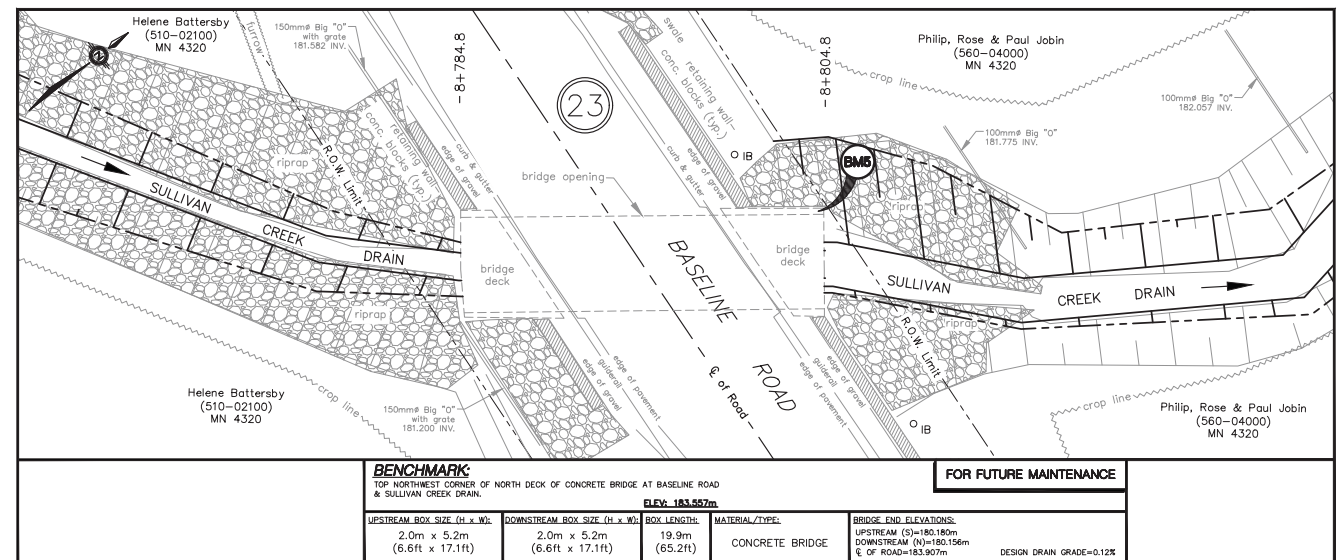 Helene Battersby
(510-02100)
MN 4320
furrow
150mmø Big "O"
with grate
181.582 INV.
8+784.8
swale
retaining wall-
conc. blocks (typ.)
8+804.8
Philip, Rose & Paul Jobin
(560-04000)
MN 4320
crop line
100mmø Big "O"
182.057 INV.
100mmø Big "O"
181.775 INV.
23
N
riprap
retaining wall-
conc. blocks (typ.)
R.O.W. Limit
curb & gutter
edge of gravel
bridge opening
curb & gutter
edge of gravel
IB
BM5
riprap
SULLIVAN
CREEK
DRAIN
bridge
deck
BASELINE
ROAD
bridge
deck
SULLIVAN
CREEK DRAIN
riprap
riprap
R.O.W. Limit
edge of pavement
guiderail
edge of gravel
℄ of Road
edge of gravel
guiderail
edge of pavement
IB
Helene Battersby
(510-02100)
MN 4320
crop line
150mmø Big "O"
with grate
181.200 INV.
crop line
Philip, Rose & Paul Jobin
(560-04000)
MN 4320
BENCHMARK:
TOP NORTHWEST CORNER OF NORTH DECK OF CONCRETE BRIDGE AT BASELINE ROAD
& SULLIVAN CREEK DRAIN.
ELEV: 183.557m
FOR FUTURE MAINTENANCE
UPSTREAM BOX SIZE (H x W):
2.0m x 5.2m
(6.6ft x 17.1ft)
DOWNSTREAM BOX SIZE (H x W):
2.0m x 5.2m
(6.6ft x 17.1ft)
BOX LENGTH:
19.9m
(65.2ft)
MATERIAL/TYPE:
CONCRETE BRIDGE
BRIDGE END ELEVATIONS:
UPSTREAM (S)=180.180m
DOWNSTREAM (N)=180.156m
℄ OF ROAD=183.907m
DESIGN DRAIN GRADE=0.12%